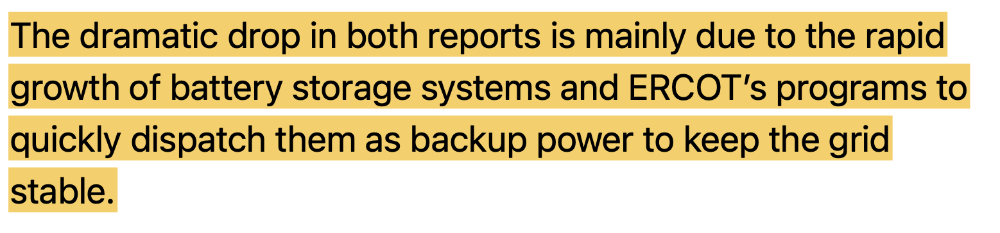 The dramatic drop in both reports is mainly due to the rapid
growth of battery storage systems and ERCOT’s programs to
quickly dispatch them as backup power to keep the grid
stable.